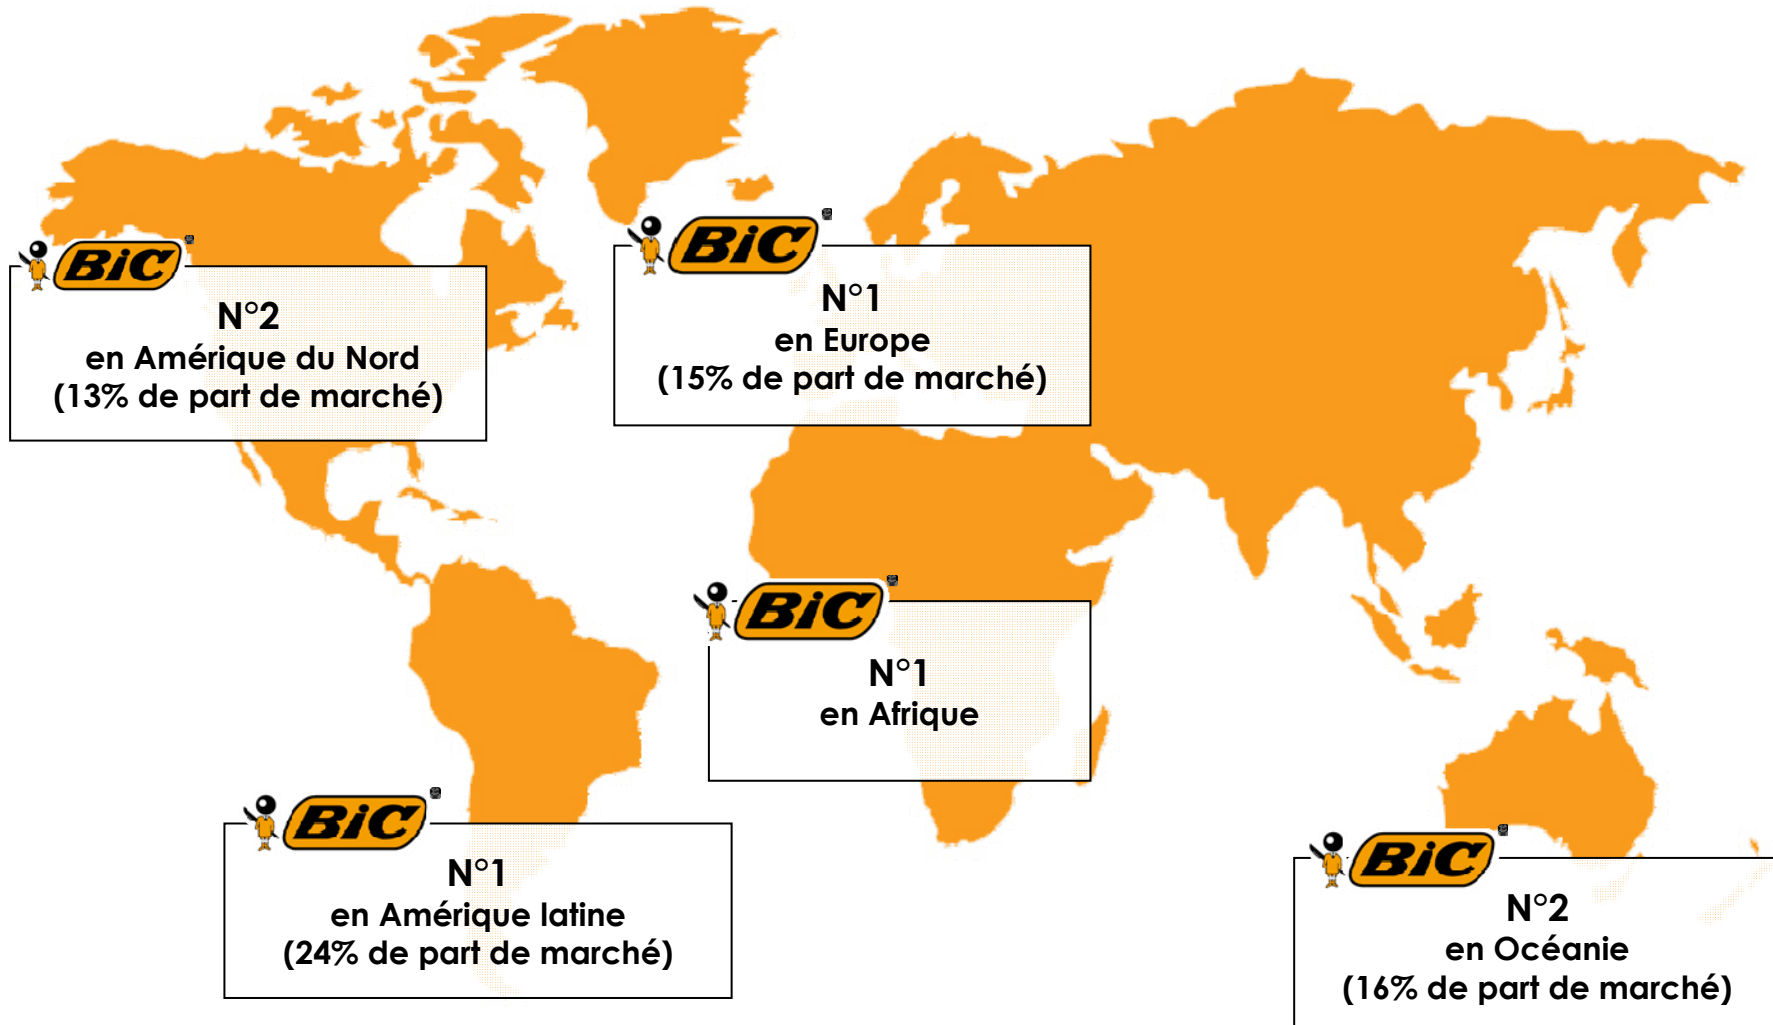 BiC
N°2
en Amérique du Nord
(13% de part de marché)
BiC
N°1
en Europe
(15% de part de marché)
BiC
N°1
en Afrique
BiC
N°1
en Amérique latine
(24% de part de marché)
BiC
N°2
en Océanie
(16% de part de marché)